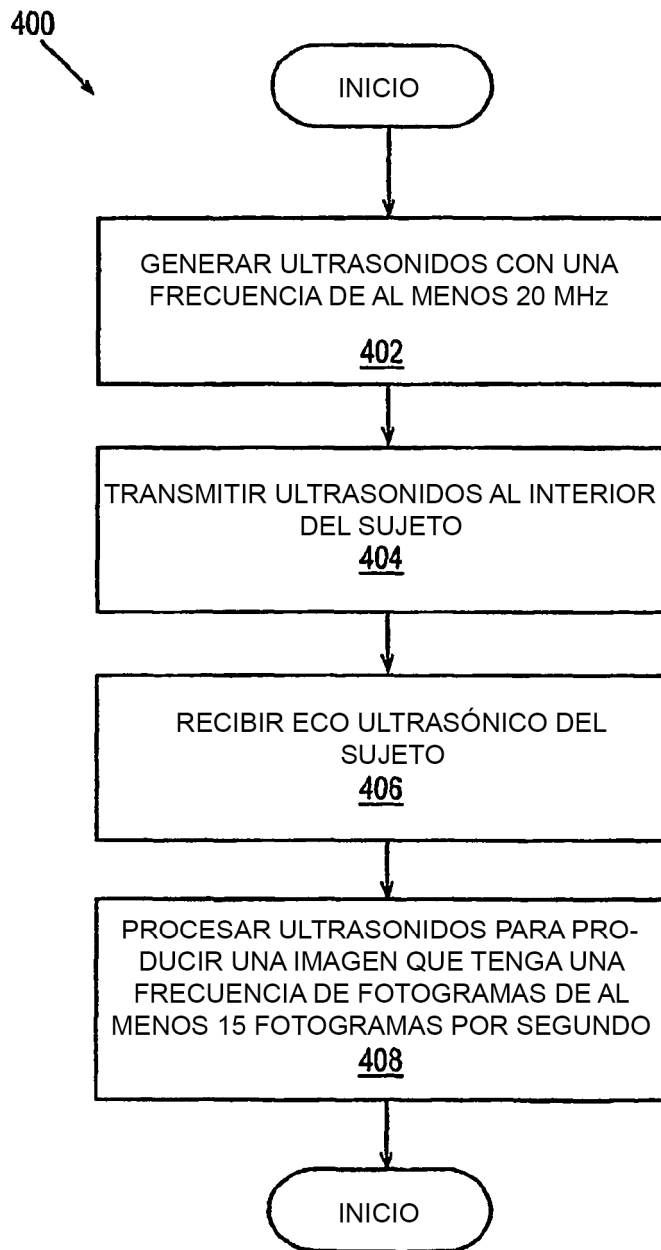 400
INICIO
GENERAR ULTRASONIDOS CON UNA
FRECUENCIA DE AL MENOS 20 MHz
402
TRANSMITIR ULTRASONIDOS AL INTERIOR
DEL SUJETO
404
RECIBIR ECO ULTRASÓNICO DEL
SUJETO
406
PROCESAR ULTRASONIDOS PARA PRO-
DUCIR UNA IMAGEN QUE TENGA UNA
FRECUENCIA DE FOTOGRAMAS DE AL
MENOS 15 FOTOGRAMAS POR SEGUNDO
408
INICIO